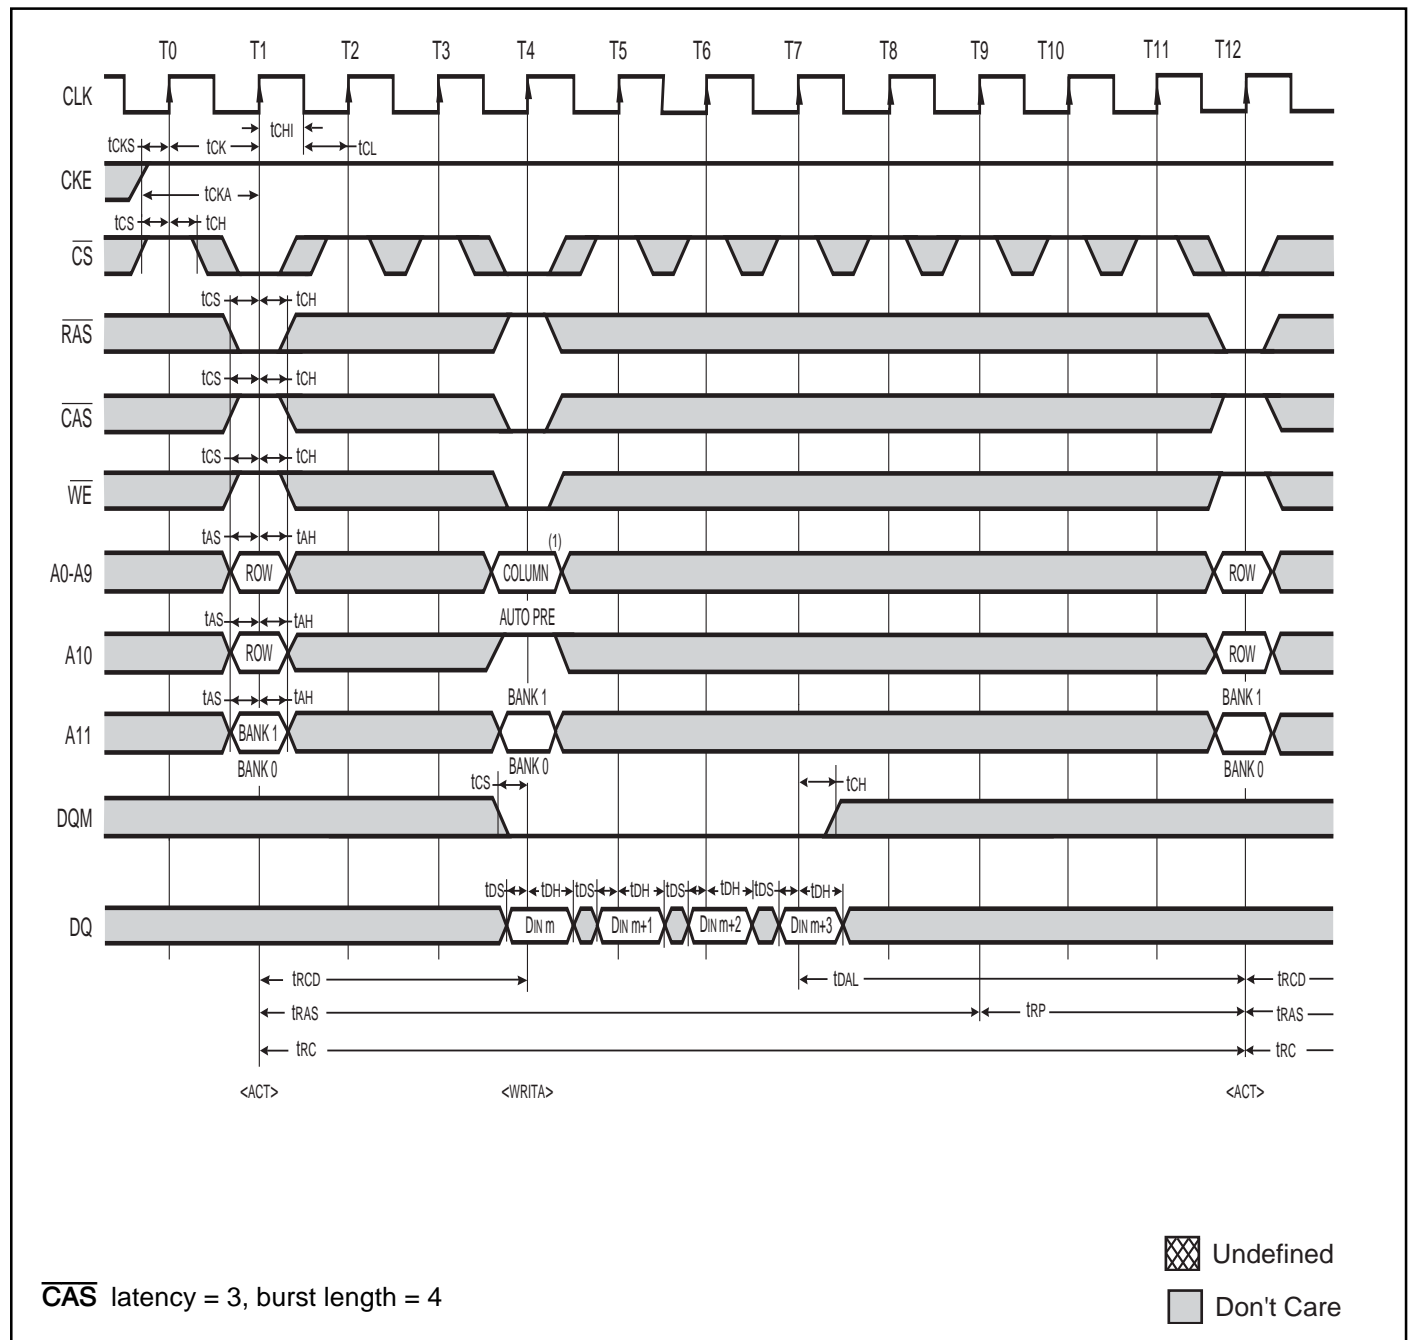 T0 T1 T2 T3 T4 T5 T6 T7 T8 T9 T10 T11 T12
CLK
tCHI
tCKS tCK tCL
CKE
tCKA
tCS tCH
CS
tCS tCH
RAS
tCS tCH
CAS
tCS tCH
WE
tAS tAH
(1)
A0-A9 ROW COLUMN ROW
tAS tAH AUTO PRE
A10 ROW ROW
tAS tAH BANK 1 BANK 1
A11 BANK 1
BANK 0 BANK 0 BANK 0
tCS tCH
DQM
tDS tDH tDS tDH tDS tDH tDS tDH
DQ DIN m DIN m+1 DIN m+2 DIN m+3
tRCD tDAL tRCD
tRAS tRP tRAS
tRC tRC
<ACT> <WRITA> <ACT>
Undefined
CAS latency = 3, burst length = 4
Don't Care